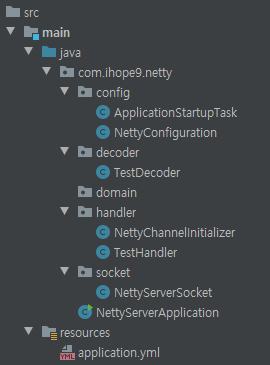 src
main
java
com.ihope9.netty
config
ApplicationStartupTask
NettyConfiguration
decoder
TestDecoder
domain
handler
NettyChannelInitializer
TestHandler
socket
NettyServerSocket
NettyServerApplication
resources
application.yml